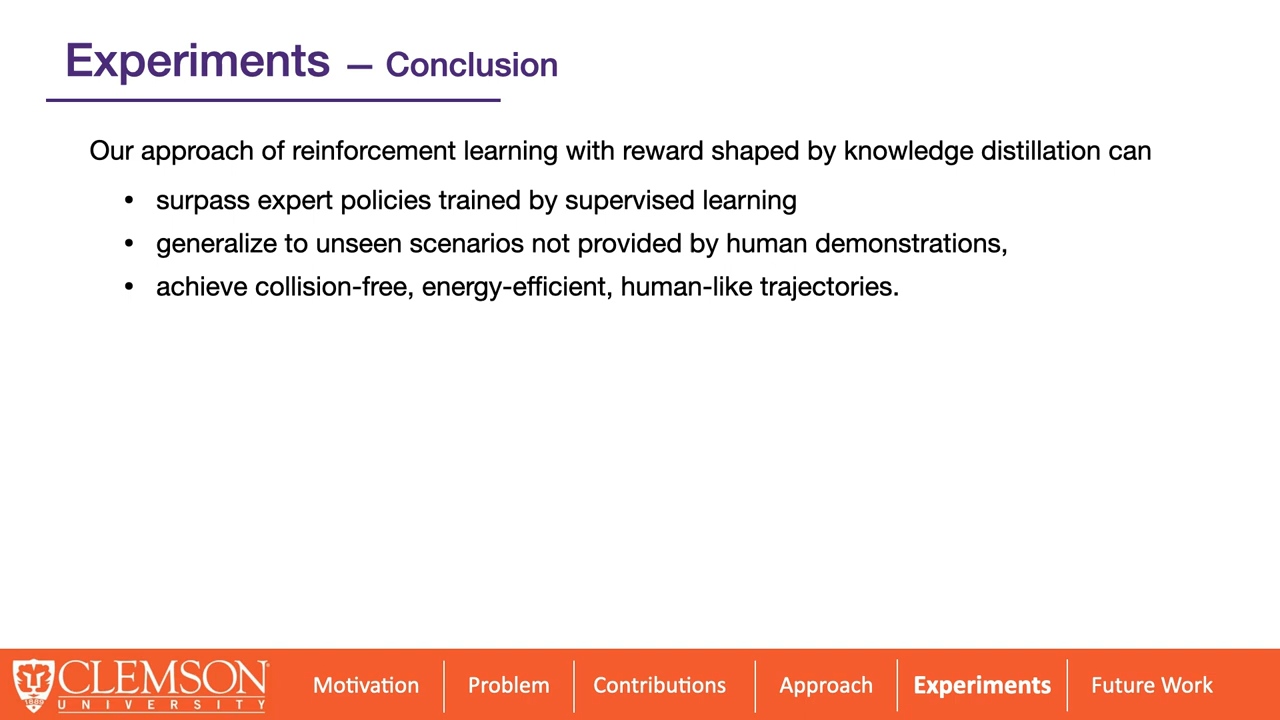 Experiments — Conclusion
Our approach of reinforcement learning with reward shaped by knowledge distillation can
• surpass expert policies trained by supervised learning
• generalize to unseen scenarios not provided by human demonstrations,
• achieve collision-free, energy-efficient, human-like trajectories.
CLEMSON
UNIVERSITY
Motivation
Problem
Contributions
Approach
Experiments
Future Work